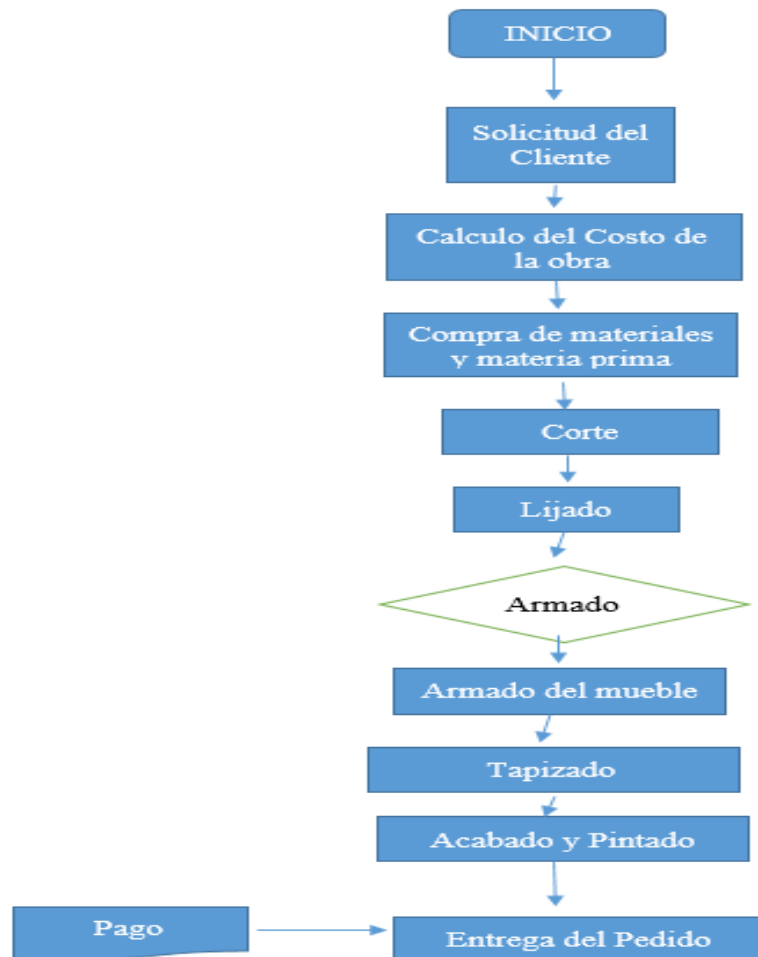 INICIO
Solicitud del
Cliente
Calculo del Costo de
la obra
Compra de materiales
y materia prima
Corte
Lijado
Armado
Armado del mueble
Tapizado
Acabado y Pintado
Pago
Entrega del Pedido